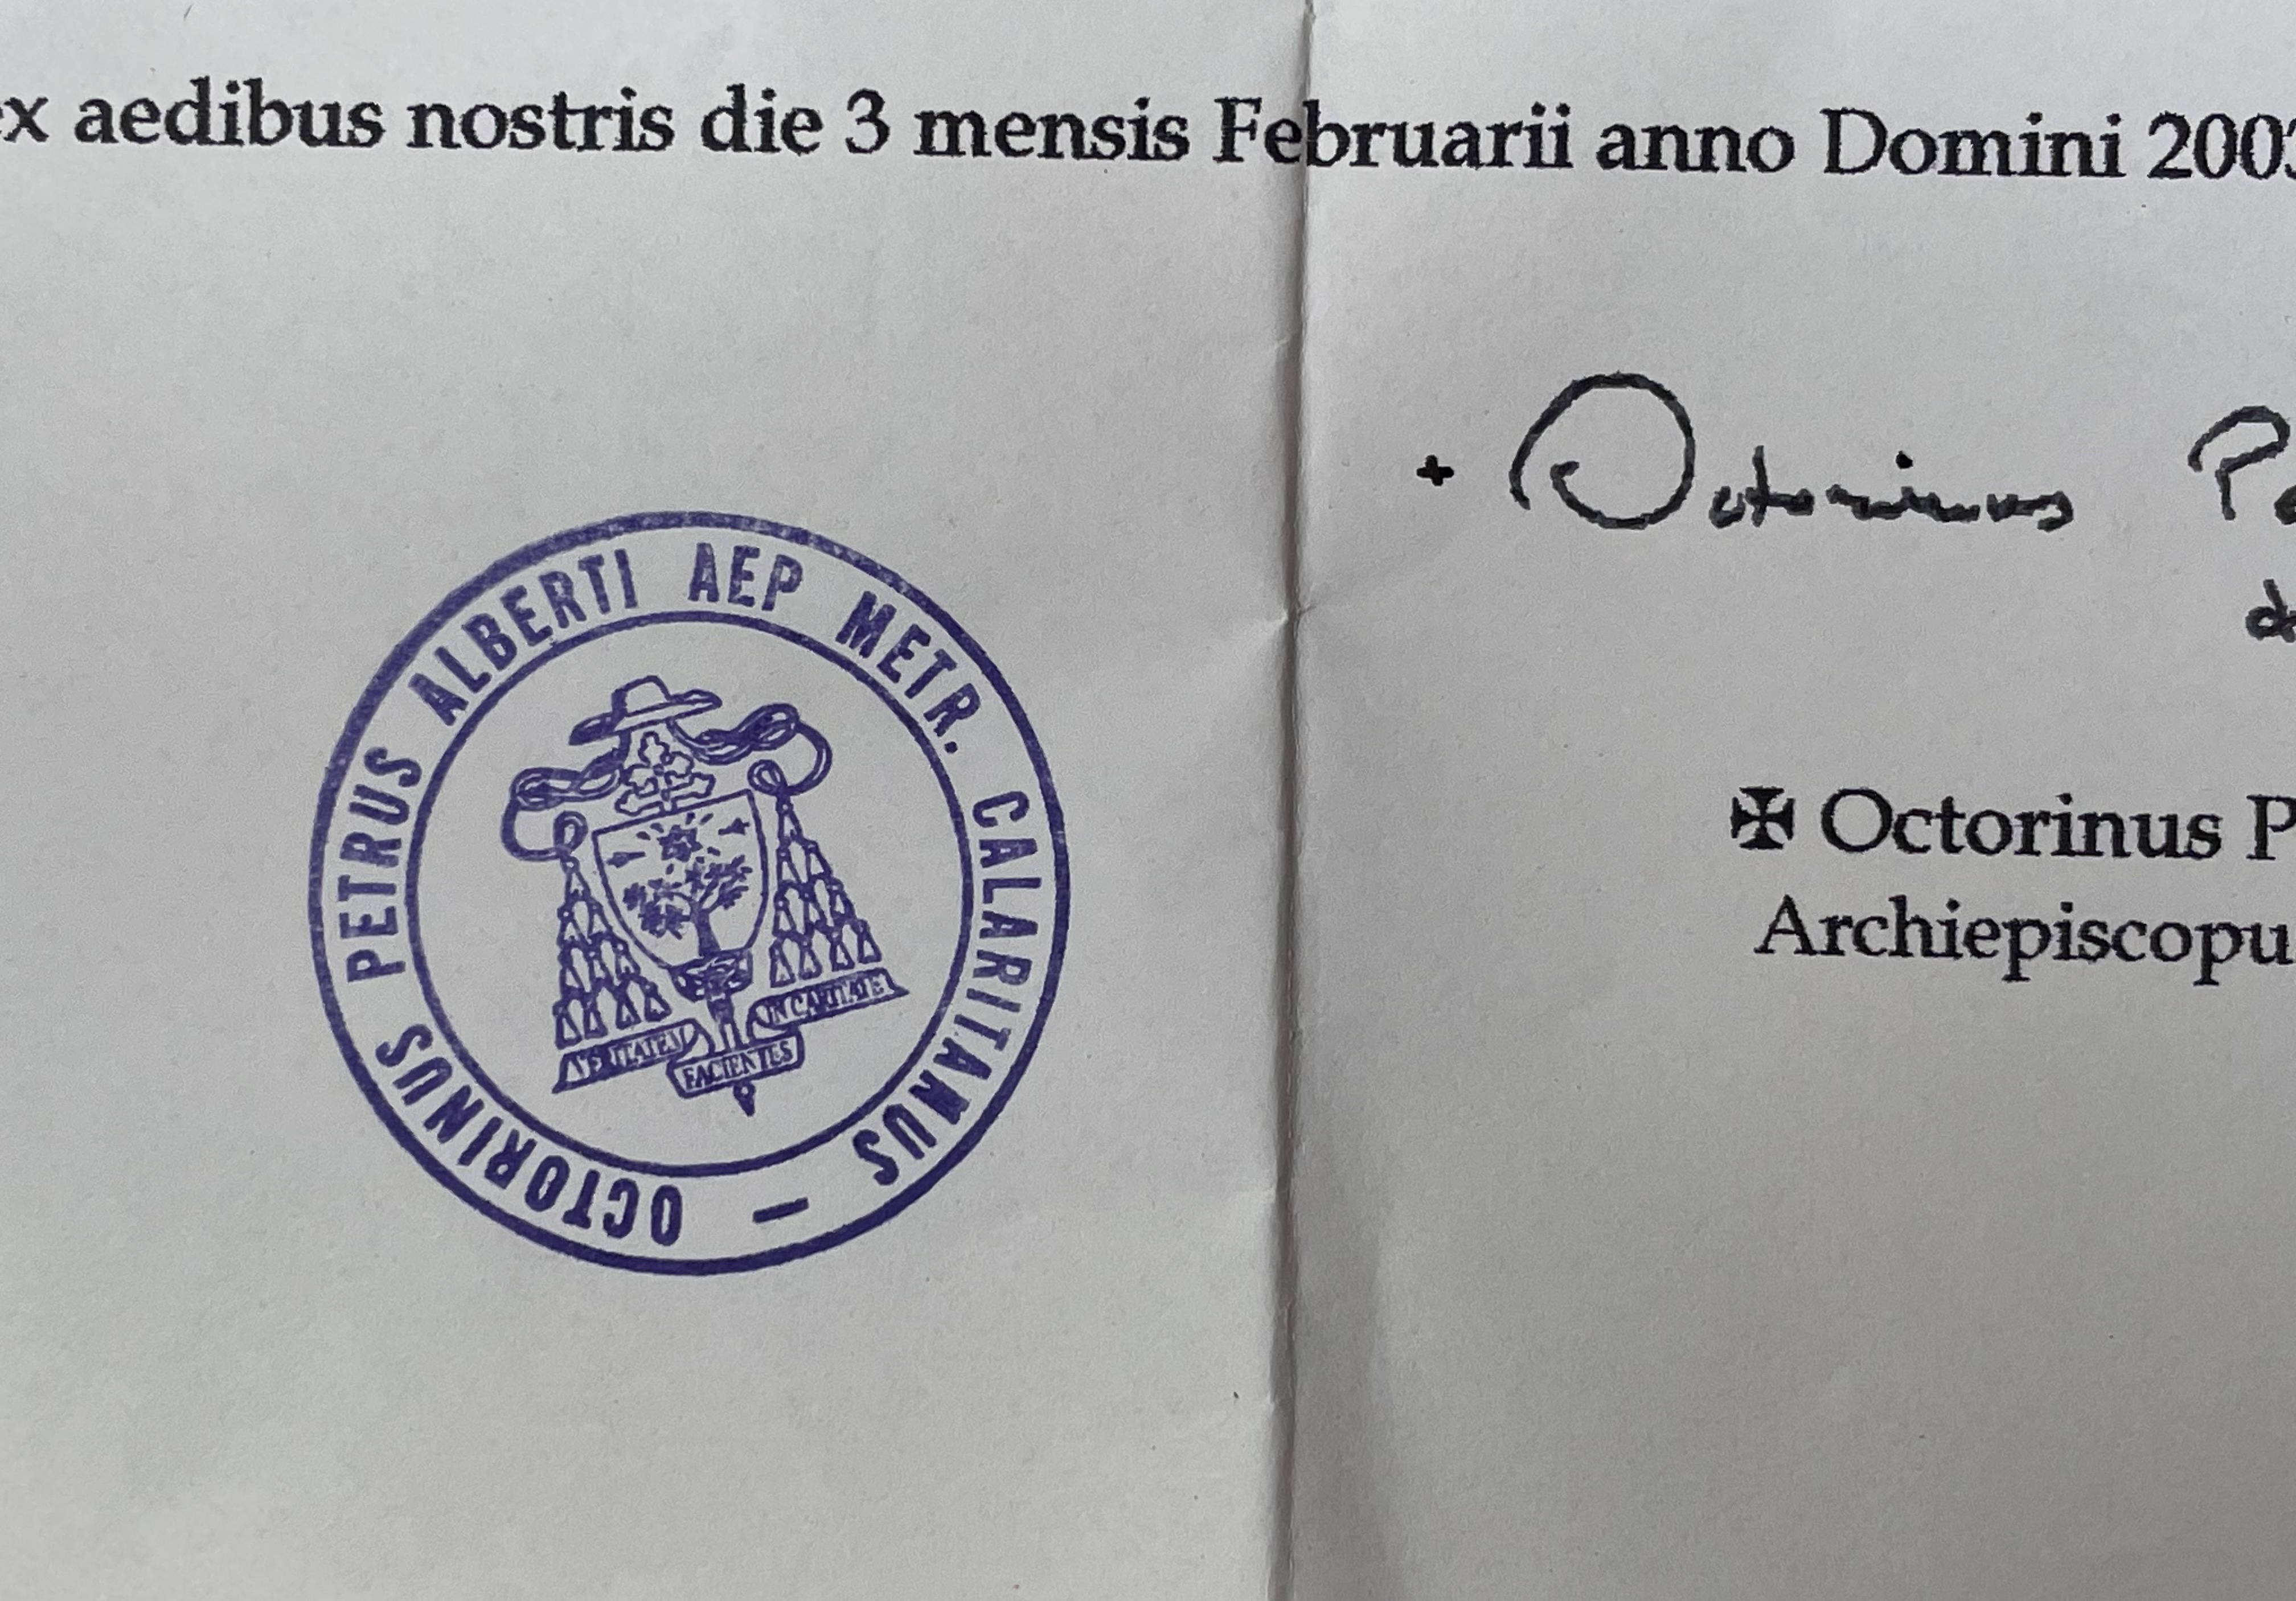 ex aedibus nostris die 3 mensis Februarii anno Domini 200
+ Octorinus
✠ Octorinus P
Archiepiscopu
OCTORINUS PETRUS ALBERTI AEP METR. CALARITANUS –
VERITATEM FACIENTES IN CARITATE